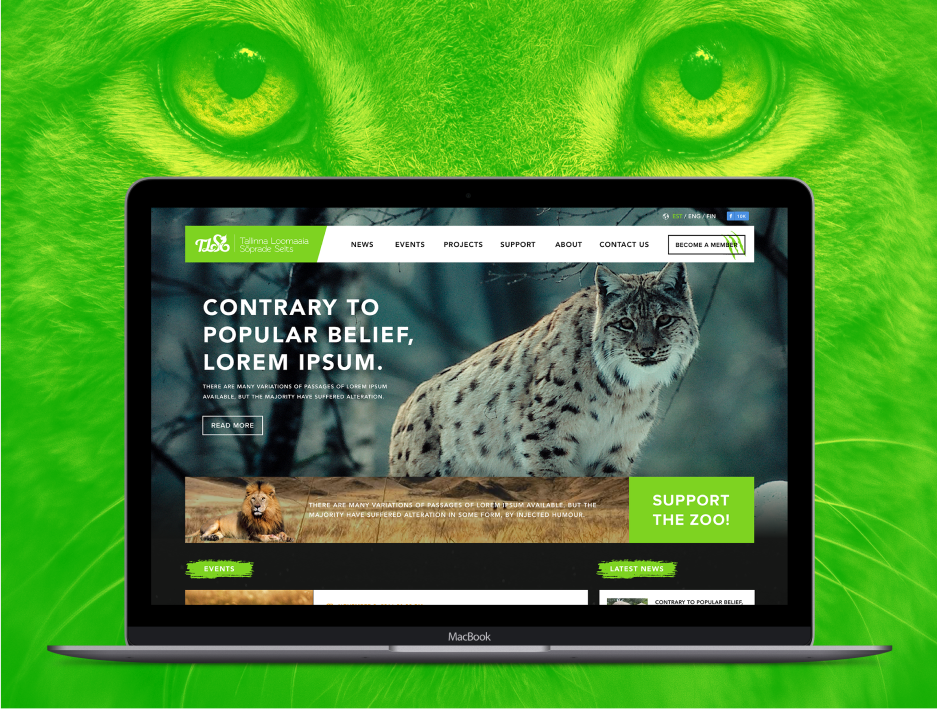 EST / ENG / FIN
f 109
TLSS
Tallinna Loomaaia
Sõprade Selts
NEWS EVENTS PROJECTS SUPPORT ABOUT CONTACT US BECOME A MEMBER
CONTRARY TO
POPULAR BELIEF,
LOREM IPSUM.
THERE ARE MANY VARIATIONS OF PASSAGES OF LOREM IPSUM
AVAILABLE, BUT THE MAJORITY HAVE SUFFERED ALTERATION.
READ MORE
THERE ARE MANY VARIATIONS OF PASSAGES OF LOREM IPSUM AVAILABLE, BUT THE
MAJORITY HAVE SUFFERED ALTERATION IN SOME FORM, BY INJECTED HUMOUR.
SUPPORT
THE ZOO!
EVENTS
LATEST NEWS
CONTRARY TO POPULAR BELIEF,
MacBook